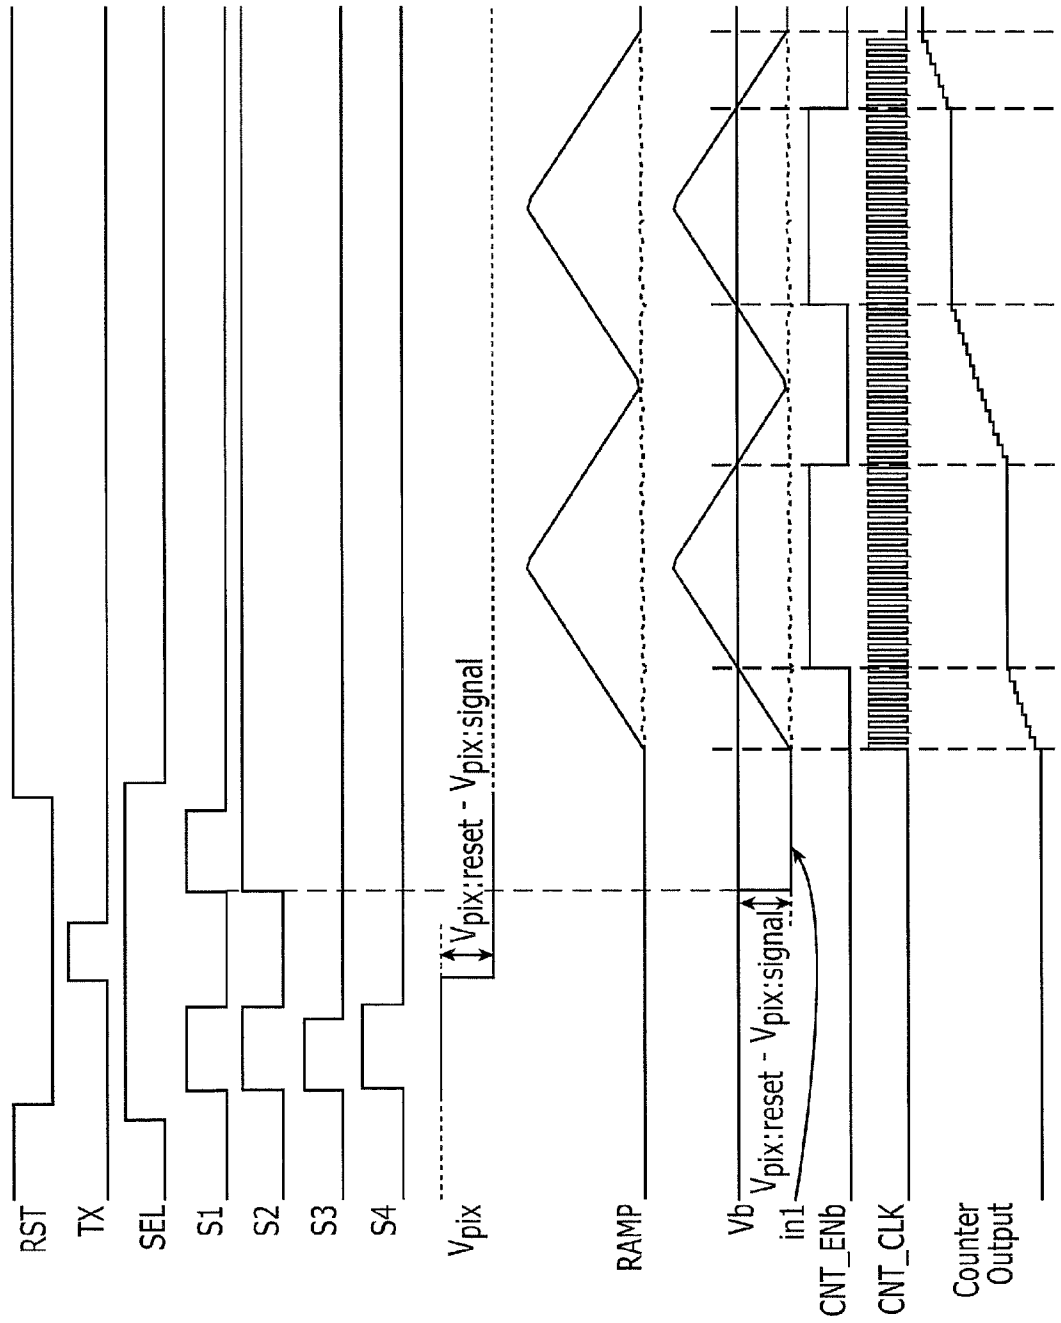 RST
TX
SEL
S1
S2
S3
S4
Vpix
Vpix:reset - Vpix:signal
RAMP
Vb
Vpix:reset - Vpix:signal
in1
CNT_ENb
CNT_CLK
Counter
Output